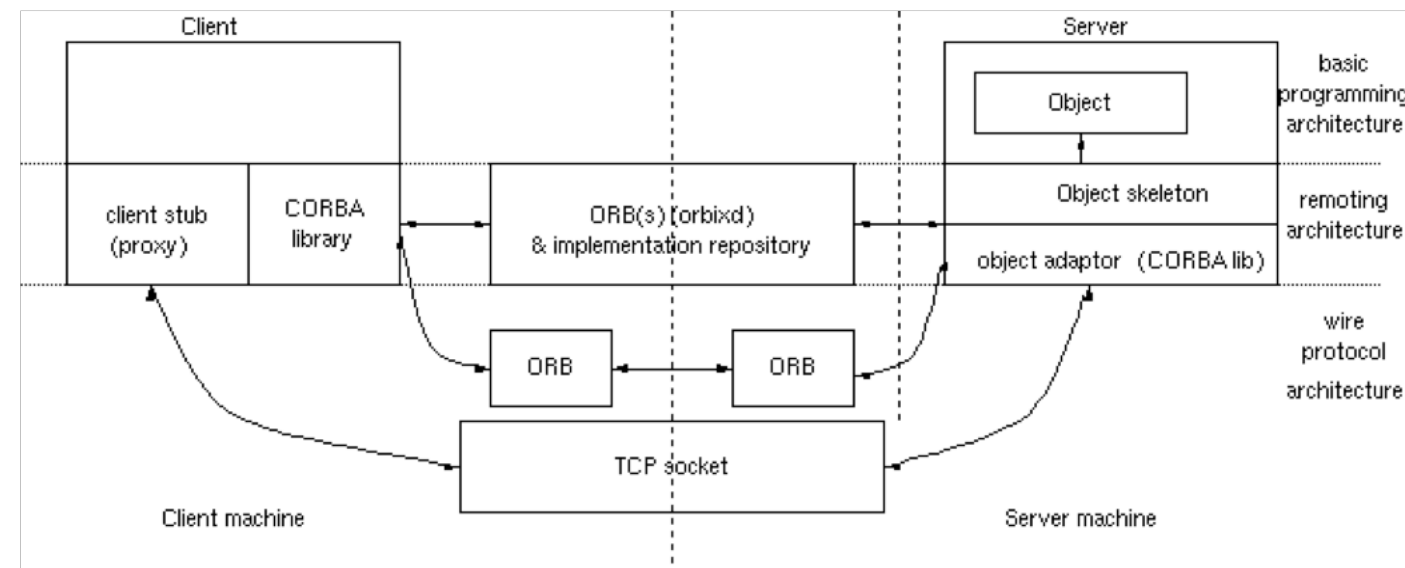 Client
Server
basic
programming
architecture
Object
client stub
(proxy)
CORBA
library
ORB(s) (orbixd)
& implementation repository
Object skeleton
object adaptor (CORBA lib)
remoting
architecture
ORB
ORB
wire
protocol
architecture
TCP socket
Client machine
Server machine